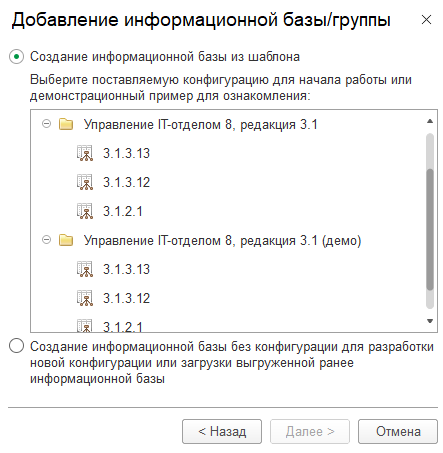 Добавление информационной базы/группы
Создание информационной базы из шаблона
Выберите поставляемую конфигурацию для начала работы или
демонстрационный пример для ознакомления:
Управление IT-отделом 8, редакция 3.1
3.1.3.13
3.1.3.12
3.1.2.1
Управление IT-отделом 8, редакция 3.1 (демо)
3.1.3.13
3.1.3.12
3.1.2.1
Создание информационной базы без конфигурации для разработки
новой конфигурации или загрузки выгруженной ранее
информационной базы
< Назад Далее > Отмена